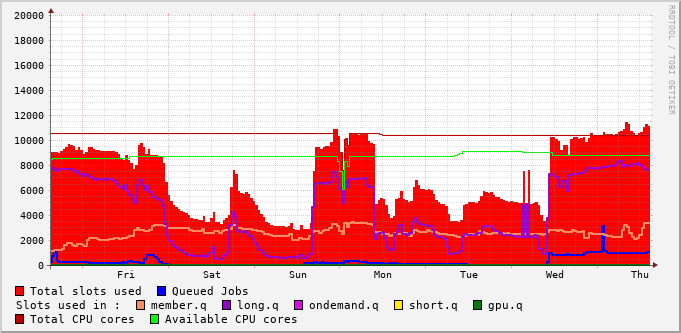 20000
18000
16000
14000
12000
10000
8000
6000
4000
2000
0
Fri Sat Sun Mon Tue Wed Thu
RRDTOOL / TOBI OETIKER
Total slots used Queued Jobs
Slots used in : member.q long.q ondemand.q short.q gpu.q
Total CPU cores Available CPU cores